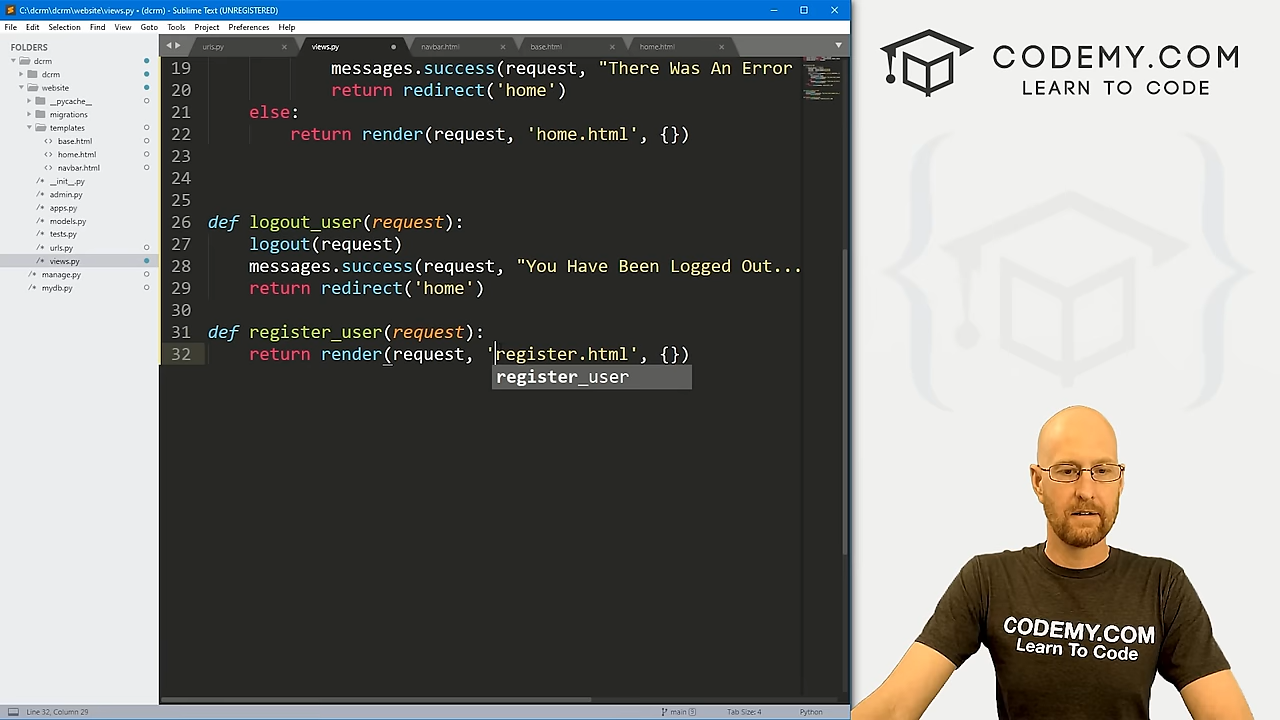 C:\dcrm\dcrm\website\views.py • (dcrm) - Sublime Text (UNREGISTERED)
File Edit Selection Find View Goto Tools Project Preferences Help
FOLDERS
dcrm
dcrm
website
__pycache__
migrations
templates
<> base.html
<> home.html
<> navbar.html
/* __init__.py
/* admin.py
/* apps.py
/* models.py
/* tests.py
/* urls.py
/* views.py
/* manage.py
/* mydb.py
urls.py views.py navbar.html base.html home.html
19 messages.success(request, "There Was An Error
20 return redirect('home')
21 else:
22 return render(request, 'home.html', {})
23
24
25
26 def logout_user(request):
27 logout(request)
28 messages.success(request, "You Have Been Logged Out...
29 return redirect('home')
30
31 def register_user(request):
32 return render(request, 'register.html', {})
register_user
Line 32, Column 29 main 3 Tab Size: 4 Python
CODEMY.COM
LEARN TO CODE
CODEMY.COM
Learn To Code